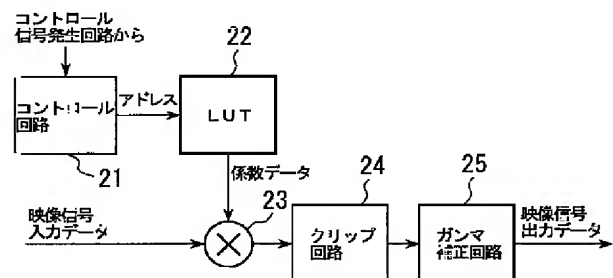 コントロール
信号発生回路から
22
アドレス
コントロール
回路
LUT
21
係数データ
24
25
映像信号
入力データ
23
クリップ
回路
ガンマ
補正回路
映像信号
出力データ